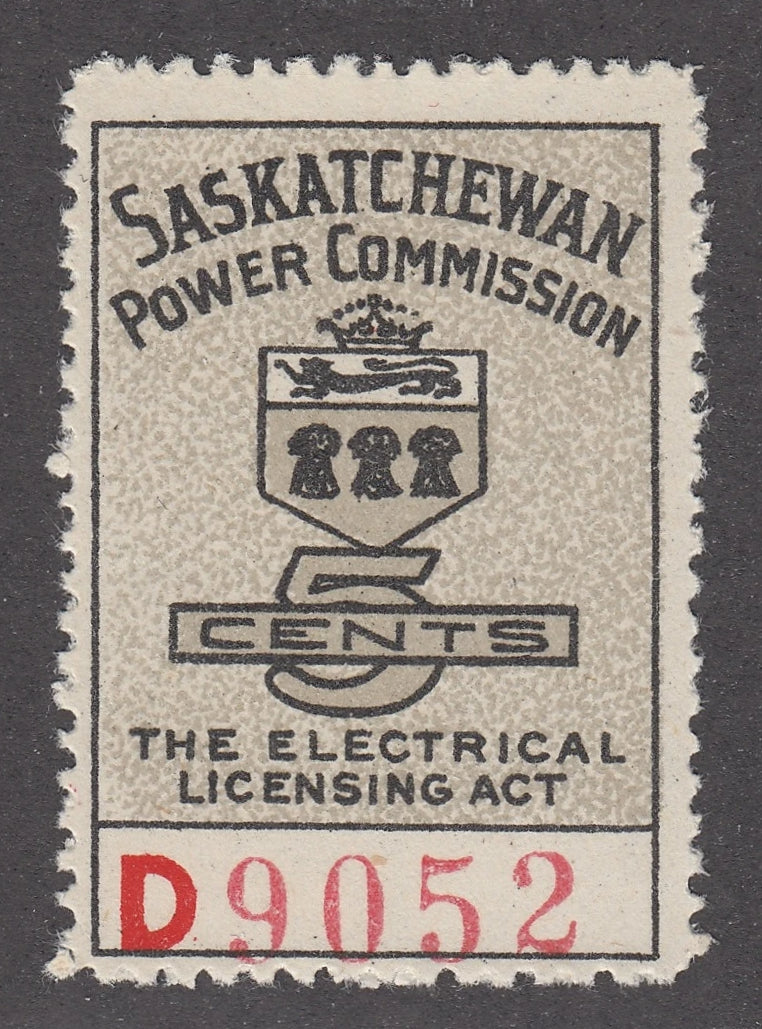 SASKATCHEWAN
POWER COMMISSION
5
CENTS
THE ELECTRICAL
LICENSING ACT
D9052